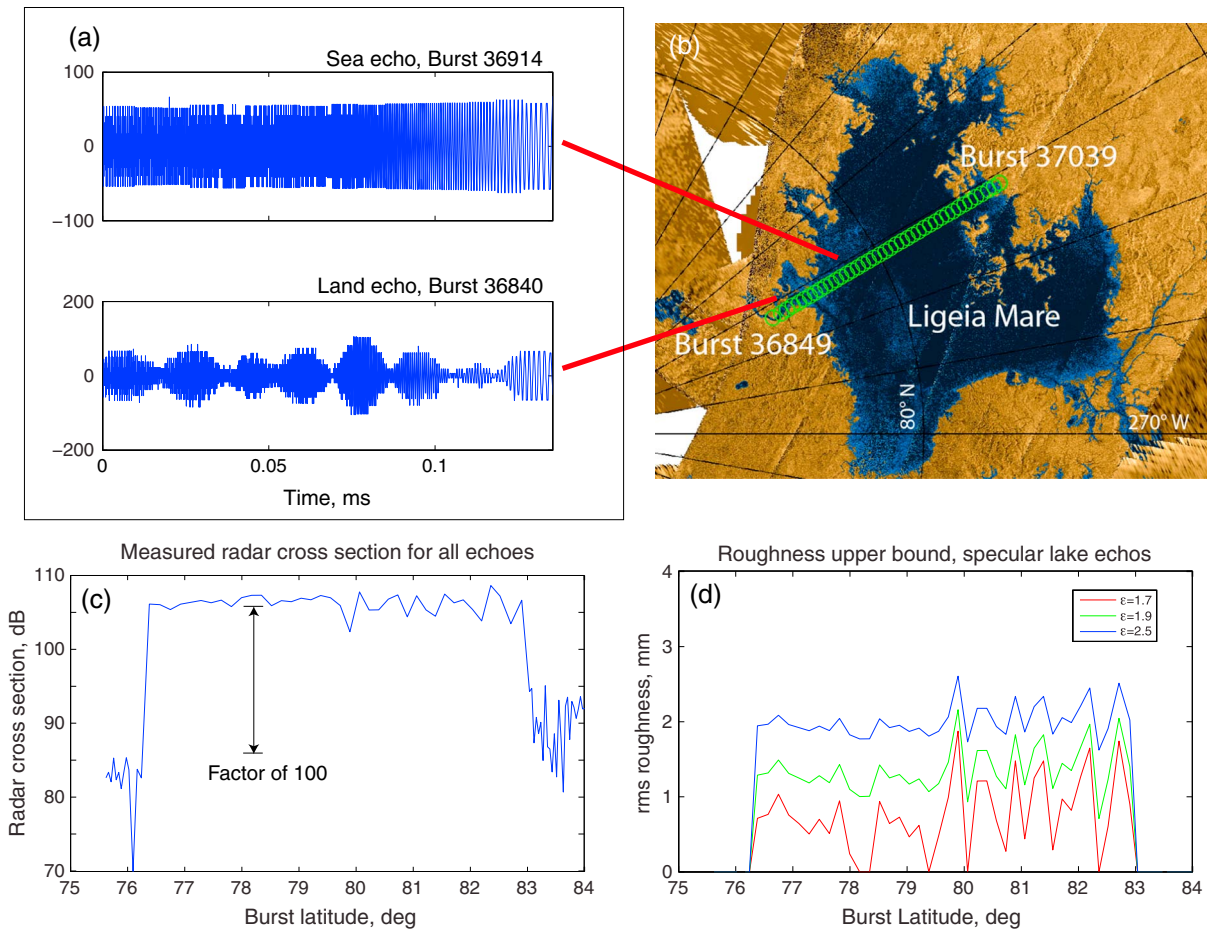 (a)
Sea echo, Burst 36914
100
0
−100
Land echo, Burst 36840
200
0
−200
0
0.05
0.1
Time, ms
(b)
Burst 37039
Ligeia Mare
Burst 36849
80° N
270° W
Measured radar cross section for all echoes
(c)
110
100
90
80
70
Factor of 100
Radar cross section, dB
75
76
77
78
79
80
81
82
83
84
Burst latitude, deg
Roughness upper bound, specular lake echos
(d)
ε=1.7
ε=1.9
ε=2.5
4
3
2
1
0
rms roughness, mm
75
76
77
78
79
80
81
82
83
84
Burst Latitude, deg